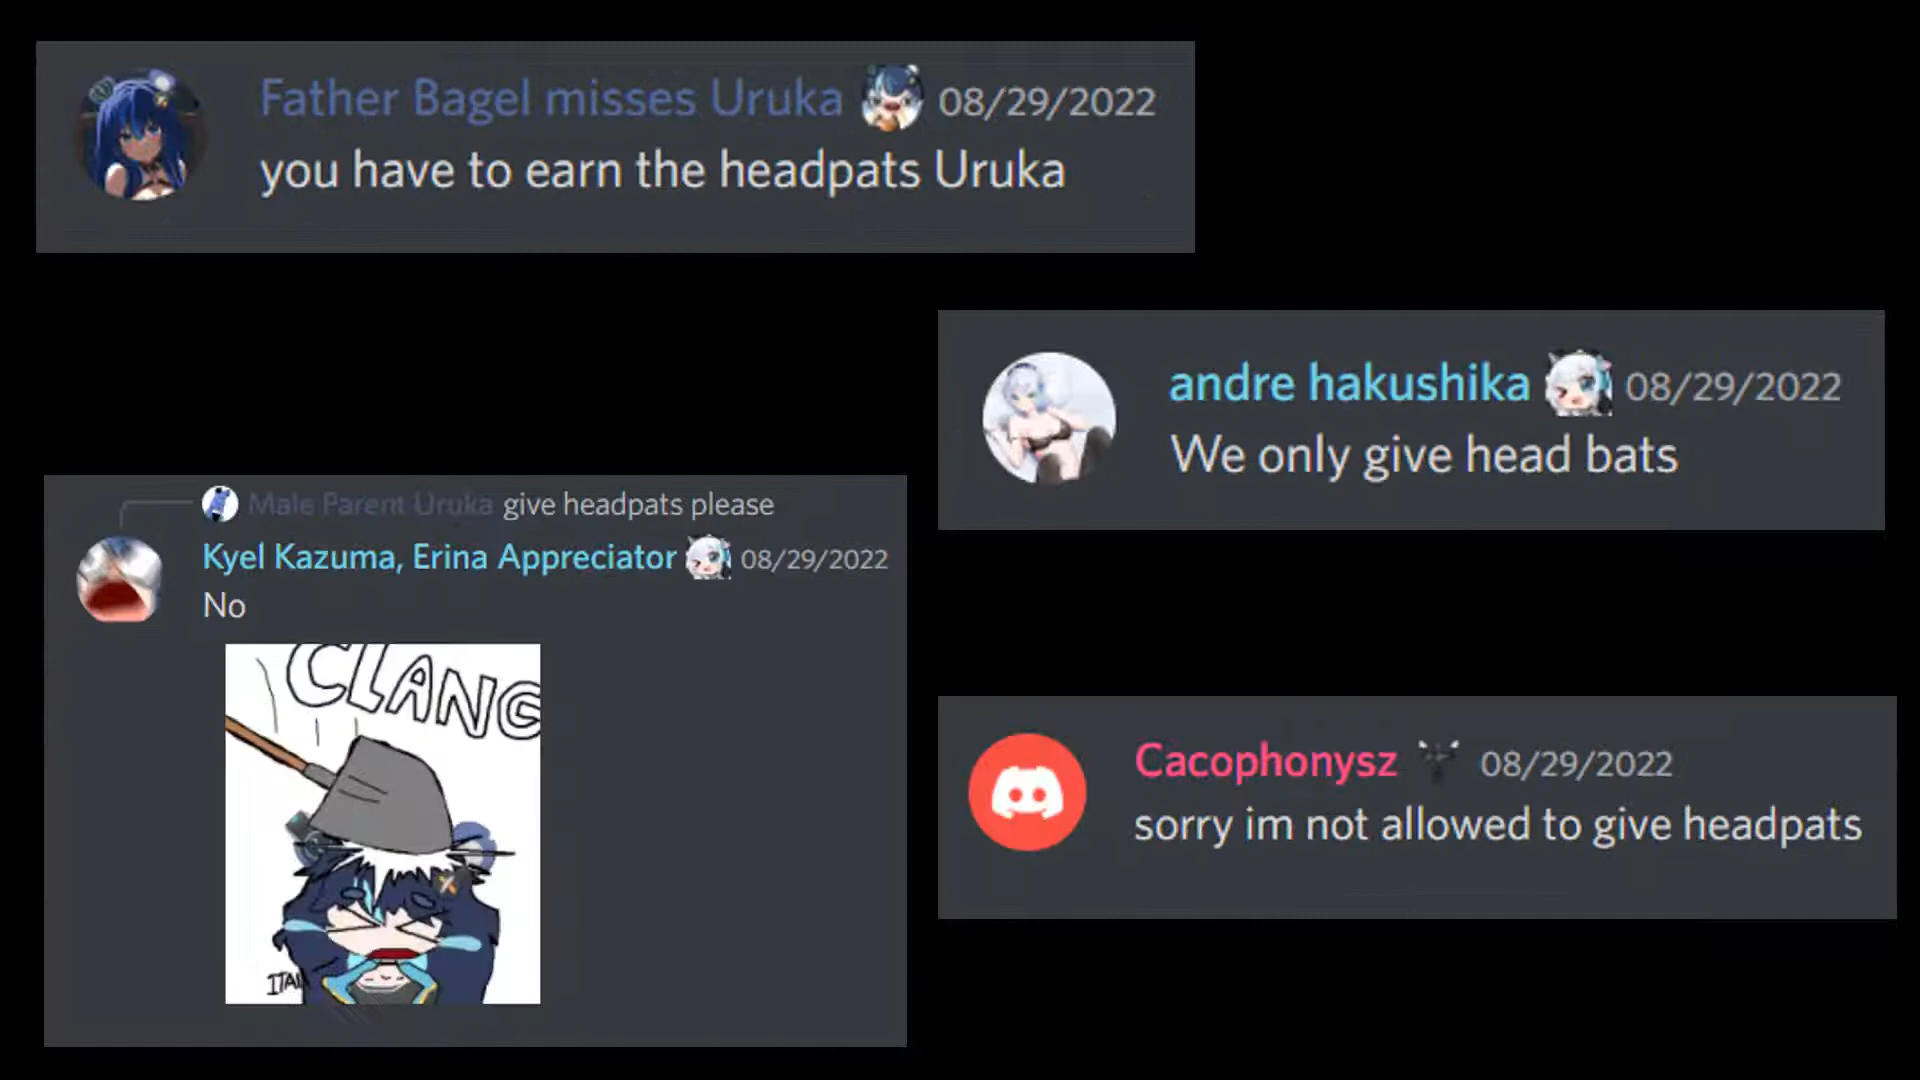 Father Bagel misses Uruka 08/29/2022
you have to earn the headpats Uruka
andre hakushika 08/29/2022
We only give head bats
Male Parent Uruka give headpats please
Kyel Kazuma, Erina Appreciator 08/29/2022
No
CLANG
Cacophonysz 08/29/2022
sorry im not allowed to give headpats